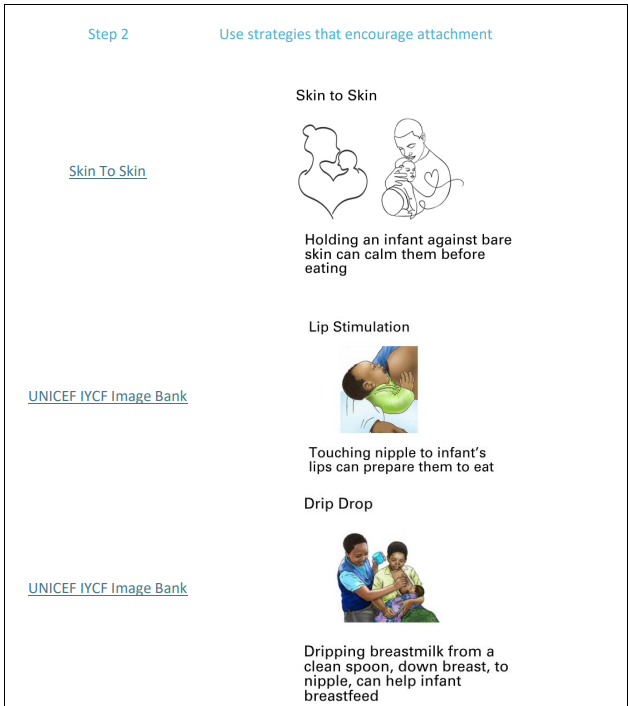 Step 2
Use strategies that encourage attachment
Skin to Skin
Skin To Skin
Holding an infant against bare
skin can calm them before
eating
Lip Stimulation
UNICEF IYCF Image Bank
Touching nipple to infant's
lips can prepare them to eat
Drip Drop
UNICEF IYCF Image Bank
Dripping breastmilk from a
clean spoon, down breast, to
nipple, can help infant
breastfeed